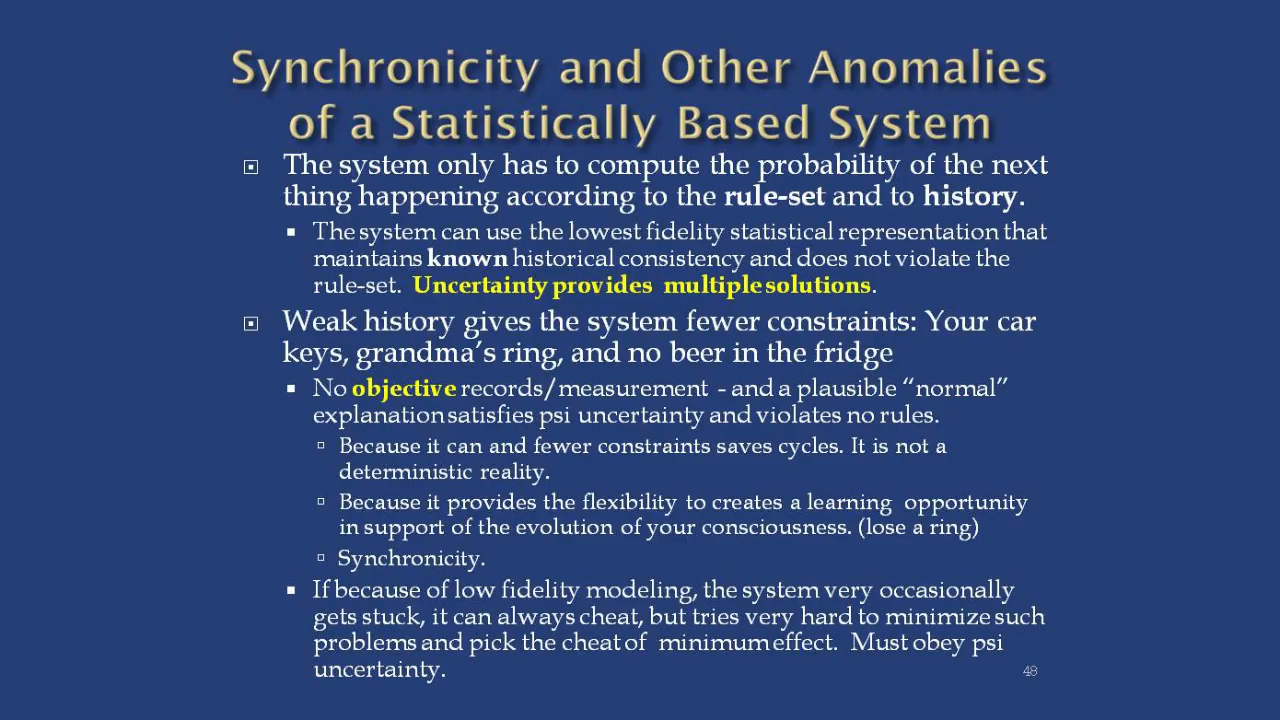 Synchronicity and Other Anomalies
of a Statistically Based System
The system only has to compute the probability of the next
thing happening according to the rule-set and to history.
The system can use the lowest fidelity statistical representation that
maintains known historical consistency and does not violate the
rule-set. Uncertainty provides multiple solutions.
Weak history gives the system fewer constraints: Your car
keys, grandma's ring, and no beer in the fridge
No objective records/measurement - and a plausible "normal"
explanation satisfies psi uncertainty and violates no rules.
Because it can and fewer constraints saves cycles. It is not a
deterministic reality.
Because it provides the flexibility to creates a learning opportunity
in support of the evolution of your consciousness. (lose a ring)
Synchronicity.
If because of low fidelity modeling, the system very occasionally
gets stuck, it can always cheat, but tries very hard to minimize such
problems and pick the cheat of minimum effect. Must obey psi
uncertainty.
48